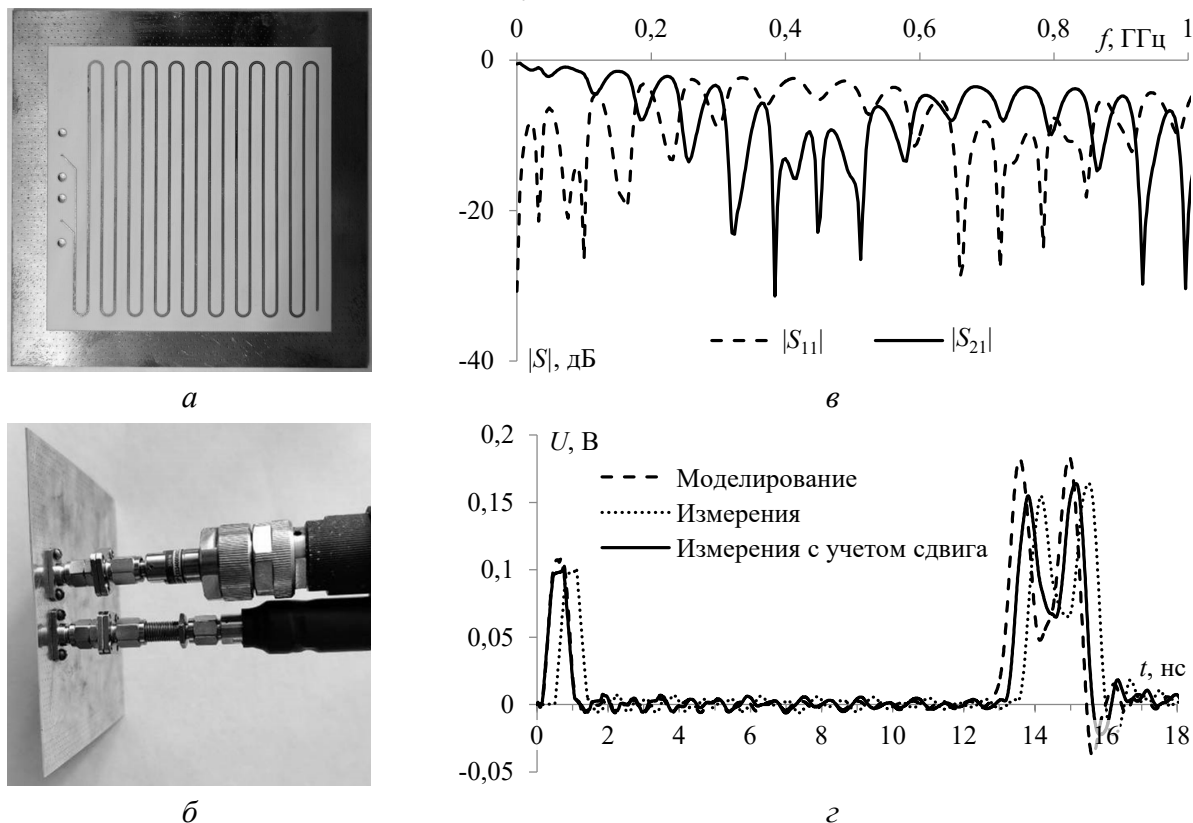 0 0,2 0,4 0,6 0,8 1
f, ГГц
0
-20
-40
|S₁₁| |S₂₁|
|S|, дБ
а
в
0,2
U, В
Моделирование
0,15
Измерения
Измерения с учетом сдвига
0,1
0,05
t, нс
0
0 2 4 6 8 10 12 14 16 18
-0,05
б
г